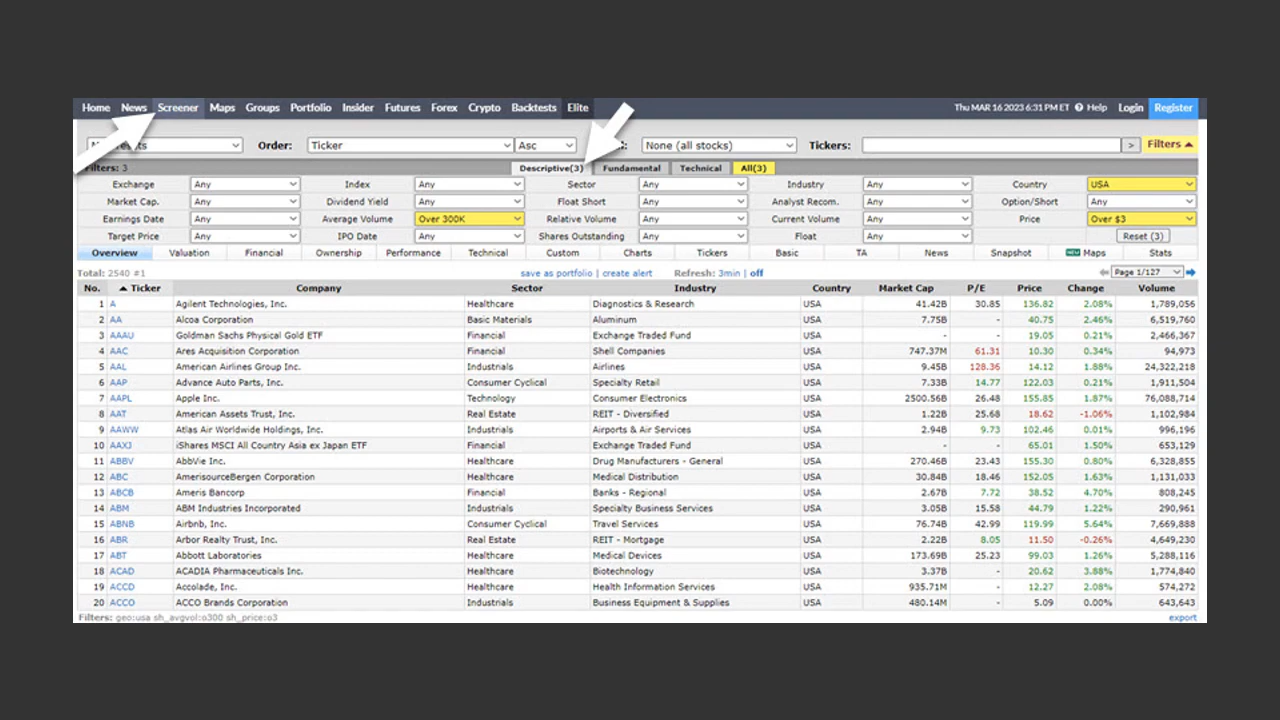 Home News Screener Maps Groups Portfolio Insider Futures Forex Crypto Backtests Elite Thu MAR 16 2023 6:31 PM ET Help Login Register
Order: Ticker Asc None (all stocks) Tickers: > Filters
Filters: 3 Descriptive(3) Fundamental Technical All(3)
Exchange Any Index Any Sector Any Industry Any Country USA
Market Cap. Any Dividend Yield Any Float Short Any Analyst Recom. Any Option/Short Any
Earnings Date Any Average Volume Over 300K Relative Volume Any Current Volume Any Price Over $3
Target Price Any IPO Date Any Shares Outstanding Any Float Any Reset (3)
Overview Valuation Financial Ownership Performance Technical Custom Charts Tickers Basic TA News Snapshot NEW Maps Stats
Total: 2540 #1 save as portfolio | create alert Refresh: 3min | off Page 1/127
No. Ticker Company Sector Industry Country Market Cap P/E Price Change Volume
1 A Agilent Technologies, Inc. Healthcare Diagnostics & Research USA 41.42B 30.85 136.82 2.08% 1,789,056
2 AA Alcoa Corporation Basic Materials Aluminum USA 7.75B - 40.75 2.46% 6,519,760
3 AAAU Goldman Sachs Physical Gold ETF Financial Exchange Traded Fund USA - - 19.05 0.21% 2,466,367
4 AAC Ares Acquisition Corporation Financial Shell Companies USA 747.37M 61.31 10.30 0.34% 94,973
5 AAL American Airlines Group Inc. Industrials Airlines USA 9.45B 128.36 14.12 1.88% 24,322,218
6 AAP Advance Auto Parts, Inc. Consumer Cyclical Specialty Retail USA 7.33B 14.77 122.03 0.21% 1,911,504
7 AAPL Apple Inc. Technology Consumer Electronics USA 2500.56B 26.48 155.85 1.87% 76,088,714
8 AAT American Assets Trust, Inc. Real Estate REIT - Diversified USA 1.22B 25.68 18.62 -1.06% 1,102,984
9 AAWW Atlas Air Worldwide Holdings, Inc. Industrials Airports & Air Services USA 2.94B 9.73 102.46 0.01% 996,196
10 AAXJ iShares MSCI All Country Asia ex Japan ETF Financial Exchange Traded Fund USA - - 65.01 1.50% 653,129
11 ABBV AbbVie Inc. Healthcare Drug Manufacturers - General USA 270.46B 23.43 155.30 0.80% 6,328,855
12 ABC AmerisourceBergen Corporation Healthcare Medical Distribution USA 30.84B 18.46 152.05 1.63% 1,131,033
13 ABCB Ameris Bancorp Financial Banks - Regional USA 2.67B 7.72 38.52 4.70% 808,245
14 ABM ABM Industries Incorporated Industrials Specialty Business Services USA 3.05B 15.58 44.79 1.22% 290,961
15 ABNB Airbnb, Inc. Consumer Cyclical Travel Services USA 76.74B 42.99 119.99 5.64% 7,669,888
16 ABR Arbor Realty Trust, Inc. Real Estate REIT - Mortgage USA 2.22B 8.05 11.50 -0.26% 4,649,230
17 ABT Abbott Laboratories Healthcare Medical Devices USA 173.69B 25.23 99.03 1.26% 5,288,116
18 ACAD ACADIA Pharmaceuticals Inc. Healthcare Biotechnology USA 3.37B - 20.62 3.88% 1,774,840
19 ACCD Accolade, Inc. Healthcare Health Information Services USA 935.71M - 12.27 2.08% 574,272
20 ACCO ACCO Brands Corporation Industrials Business Equipment & Supplies USA 480.14M - 5.09 0.00% 643,643
Filters: geo:usa sh_avgvol:o300 sh_price:o3 export